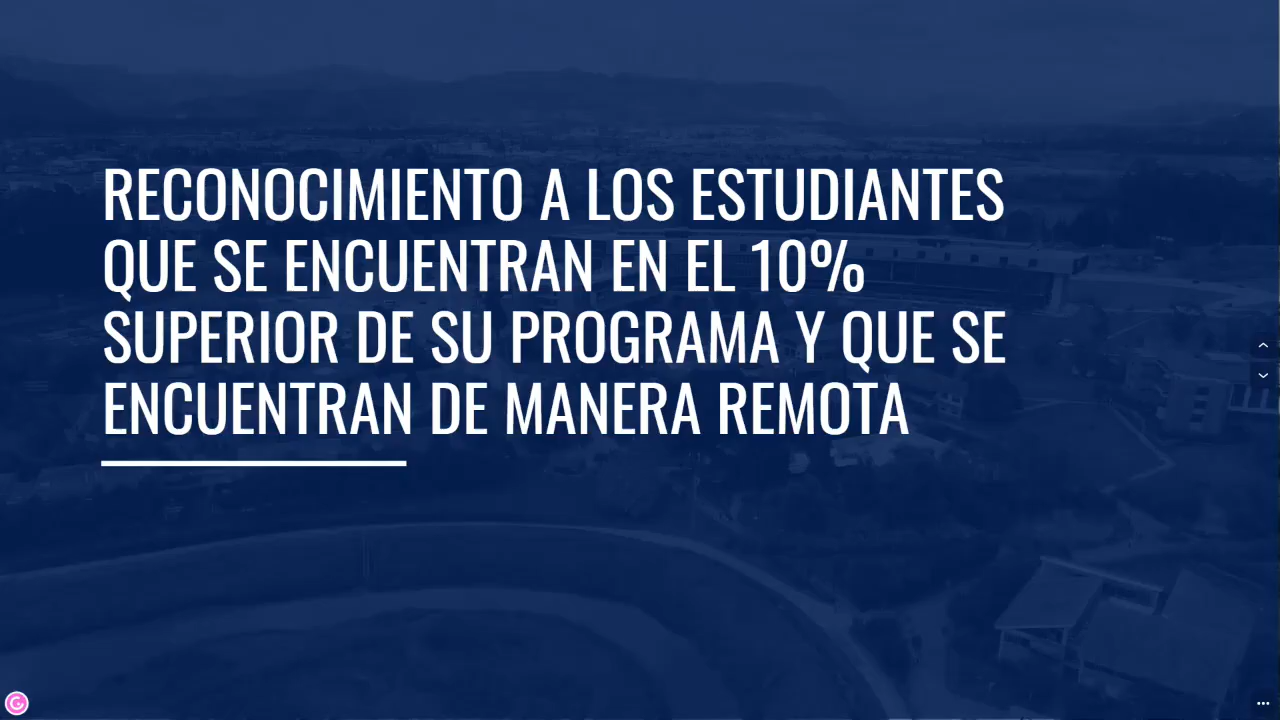 RECONOCIMIENTO A LOS ESTUDIANTES
QUE SE ENCUENTRAN EN EL 10%
SUPERIOR DE SU PROGRAMA Y QUE SE
ENCUENTRAN DE MANERA REMOTA